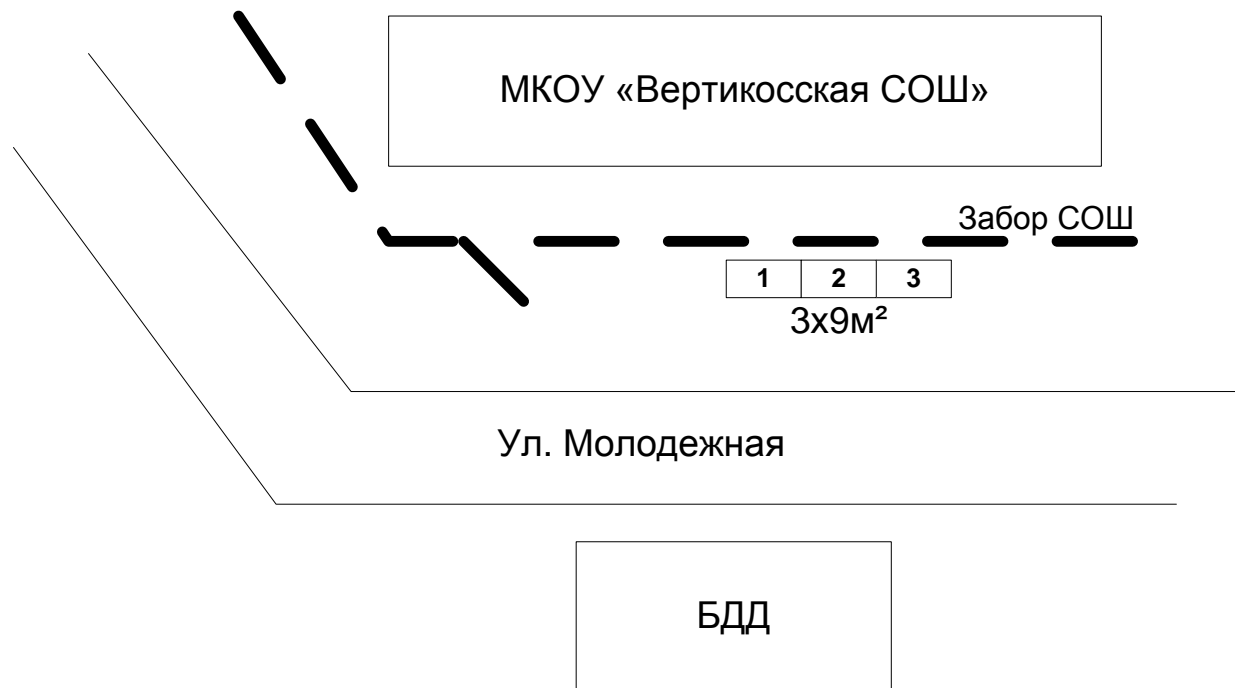 МКОУ «Вертикосская СОШ»
Забор СОШ
1 2 3
3х9м²
Ул. Молодежная
БДД